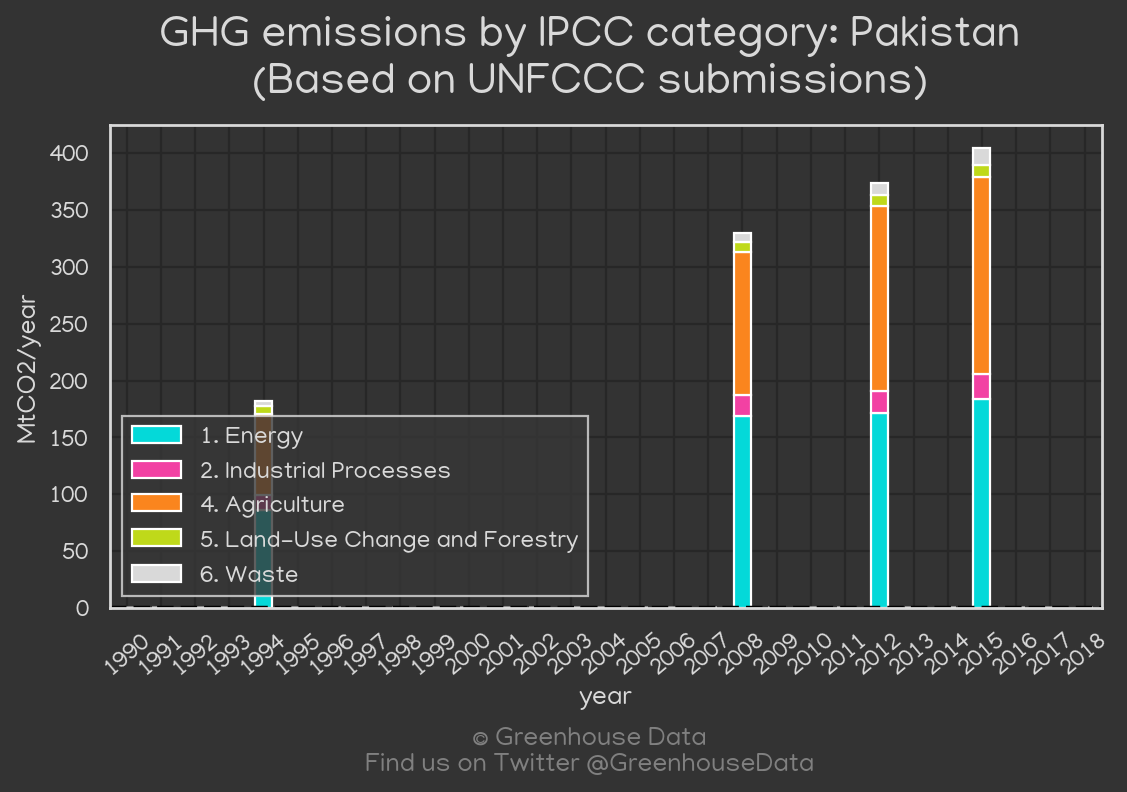 GHG emissions by IPCC category: Pakistan
(Based on UNFCCC submissions)
MtCO2/year
400
350
300
250
200
150
100
50
0
1. Energy
2. Industrial Processes
4. Agriculture
5. Land-Use Change and Forestry
6. Waste
1990 1991 1992 1993 1994 1995 1996 1997 1998 1999 2000 2001 2002 2003 2004 2005 2006 2007 2008 2009 2010 2011 2012 2013 2014 2015 2016 2017 2018
year
© Greenhouse Data
Find us on Twitter @GreenhouseData